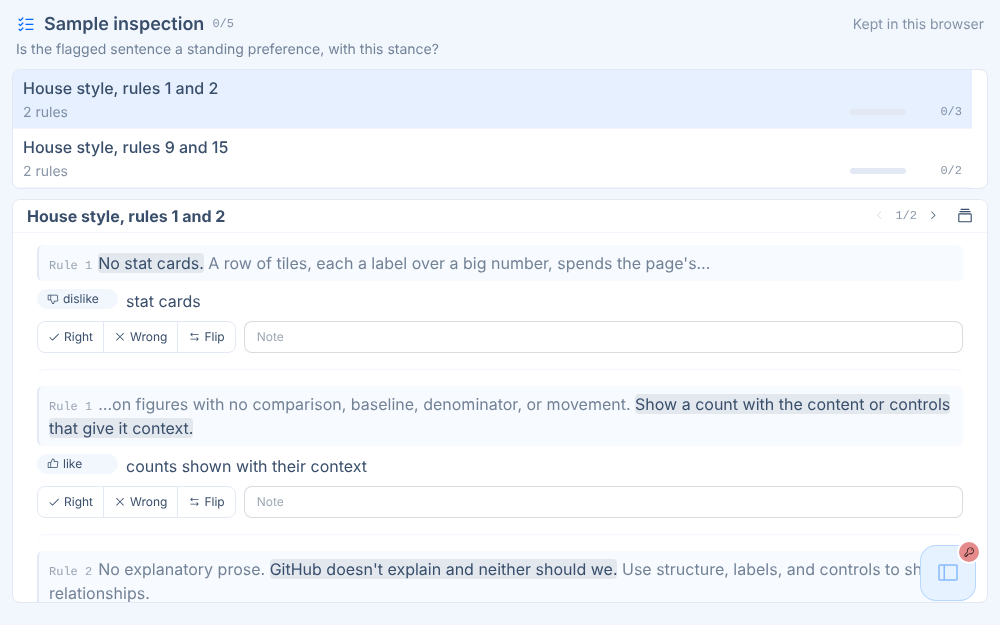 Sample inspection 0/5 Kept in this browser
Is the flagged sentence a standing preference, with this stance?
House style, rules 1 and 2
2 rules 0/3
House style, rules 9 and 15
2 rules 0/2
House style, rules 1 and 2 1/2
Rule 1 No stat cards. A row of tiles, each a label over a big number, spends the page's...
dislike stat cards
Right Wrong Flip Note
Rule 1 ...on figures with no comparison, baseline, denominator, or movement. Show a count with the content or controls
that give it context.
like counts shown with their context
Right Wrong Flip Note
Rule 2 No explanatory prose. GitHub doesn't explain and neither should we. Use structure, labels, and controls to
relationships.